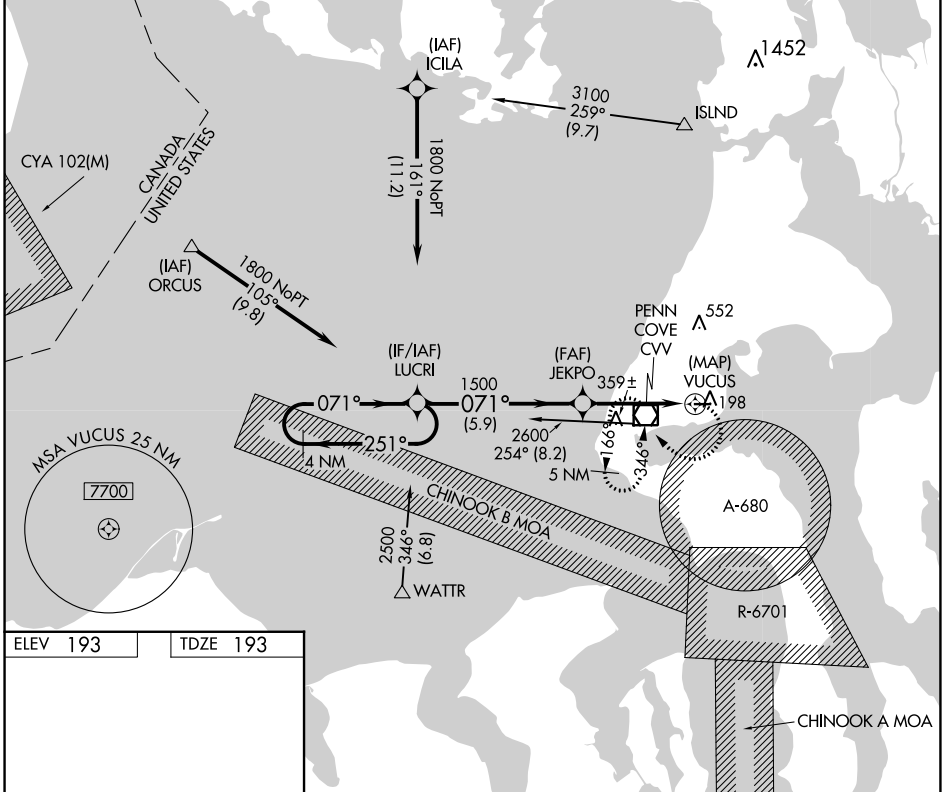 (IAF)
ICILA
1452
3100
259°
(9.7)
ISLND
CYA 102(M)
CANADA
UNITED STATES
1800 NoPT
161°
(11.2)
(IAF)
ORCUS
1800 NoPT
105°
(9.8)
PENN
COVE
CVV
552
(IF/IAF)
LUCRI
(FAF)
JEKPO
359±
(MAP)
VUCUS
198
071°
1500
071°
(5.9)
2600
254° (8.2)
166°
346°
251°
4 NM
5 NM
MSA VUCUS 25 NM
7700
CHINOOK B MOA
A-680
2500
346°
(6.8)
WATTR
R-6701
ELEV 193
TDZE 193
CHINOOK A MOA